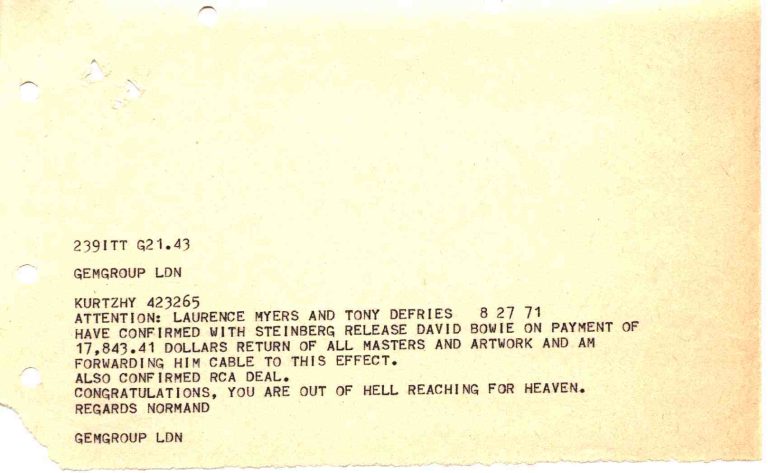 239ITT G21.43
GEMGROUP LDN
KURTZHY 423265
ATTENTION: LAURENCE MYERS AND TONY DEFRIES 8 27 71
HAVE CONFIRMED WITH STEINBERG RELEASE DAVID BOWIE ON PAYMENT OF
17,843.41 DOLLARS RETURN OF ALL MASTERS AND ARTWORK AND AM
FORWARDING HIM CABLE TO THIS EFFECT.
ALSO CONFIRMED RCA DEAL.
CONGRATULATIONS, YOU ARE OUT OF HELL REACHING FOR HEAVEN.
REGARDS NORMAND
GEMGROUP LDN